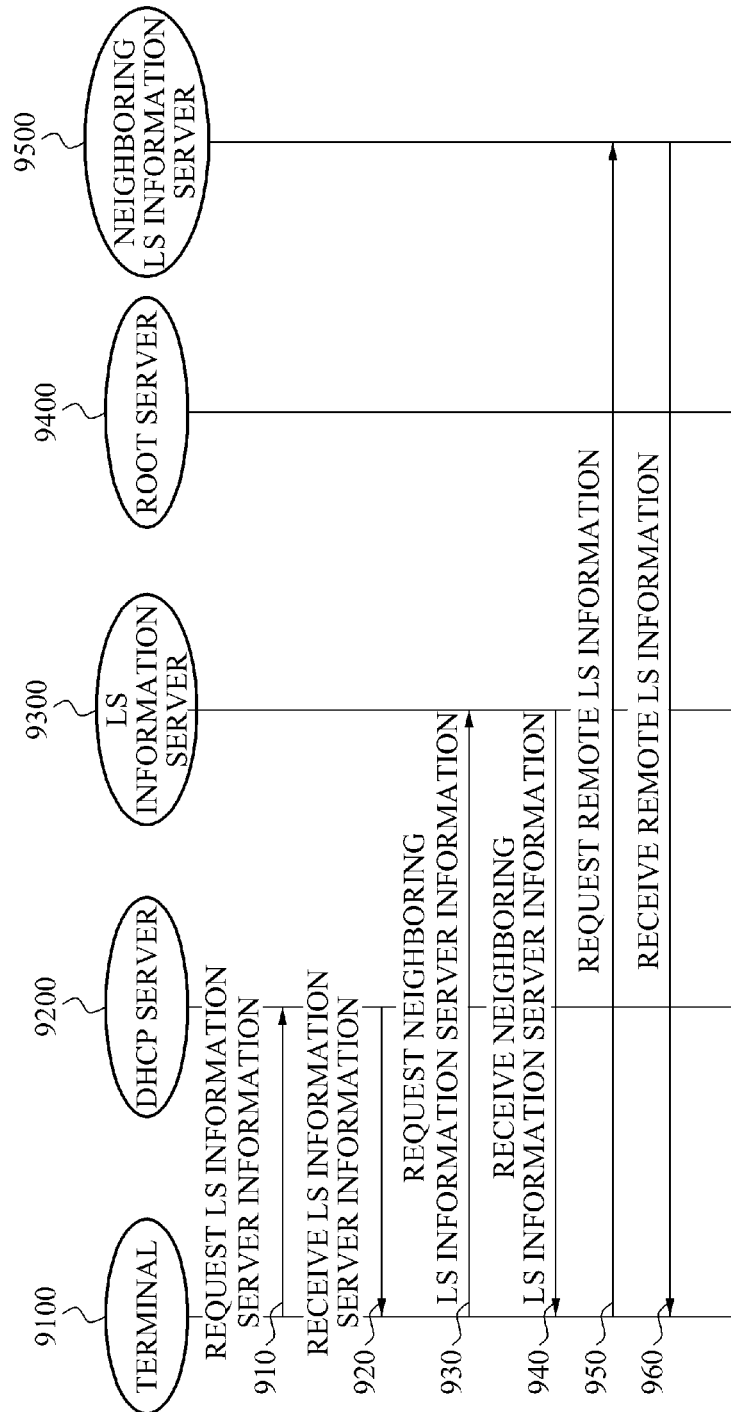 9100
TERMINAL
9200
DHCP SERVER
9300
LS
INFORMATION
SERVER
9400
ROOT SERVER
9500
NEIGHBORING
LS INFORMATION
SERVER
REQUEST LS INFORMATION
SERVER INFORMATION
910
RECEIVE LS INFORMATION
SERVER INFORMATION
920
REQUEST NEIGHBORING
LS INFORMATION SERVER INFORMATION
930
RECEIVE NEIGHBORING
LS INFORMATION SERVER INFORMATION
940
REQUEST REMOTE LS INFORMATION
950
RECEIVE REMOTE LS INFORMATION
960